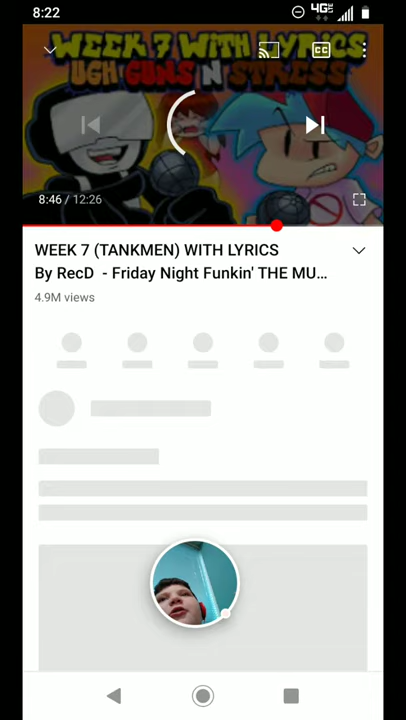 8:22
4G LTE
WEEK 7 WITH LYRICS
UGH GUNS N STRESS
CC
8:46 / 12:26
WEEK 7 (TANKMEN) WITH LYRICS
By RecD - Friday Night Funkin' THE MU...
4.9M views